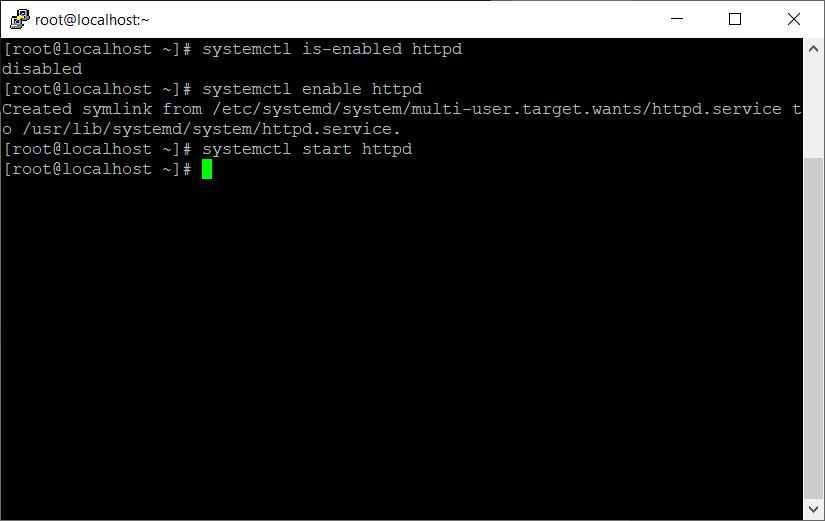 root@localhost:~
[root@localhost ~]# systemctl is-enabled httpd
disabled
[root@localhost ~]# systemctl enable httpd
Created symlink from /etc/systemd/system/multi-user.target.wants/httpd.service t
o /usr/lib/systemd/system/httpd.service.
[root@localhost ~]# systemctl start httpd
[root@localhost ~]#